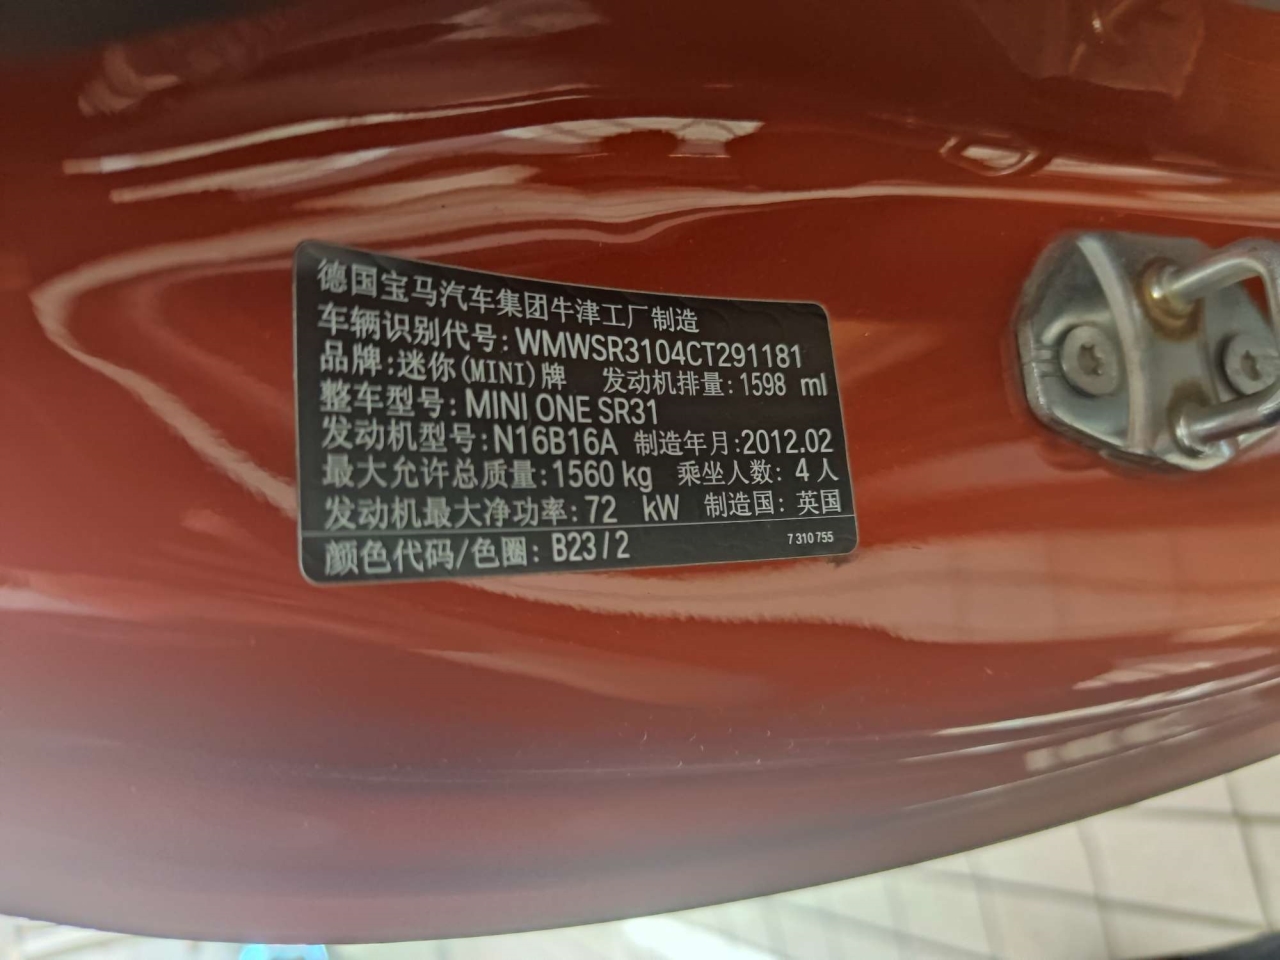 德国宝马汽车集团牛津工厂制造
车辆识别代号: WMWSR3104CT291181
品牌: 迷你(MINI)牌 发动机排量: 1598 ml
整车型号: MINI ONE SR31
发动机型号: N16B16A 制造年月: 2012.02
最大允许总质量: 1560 kg 乘坐人数: 4 人
发动机最大净功率: 72 kW 制造国: 英国
颜色代码/色圈: B23/2 7 310 755